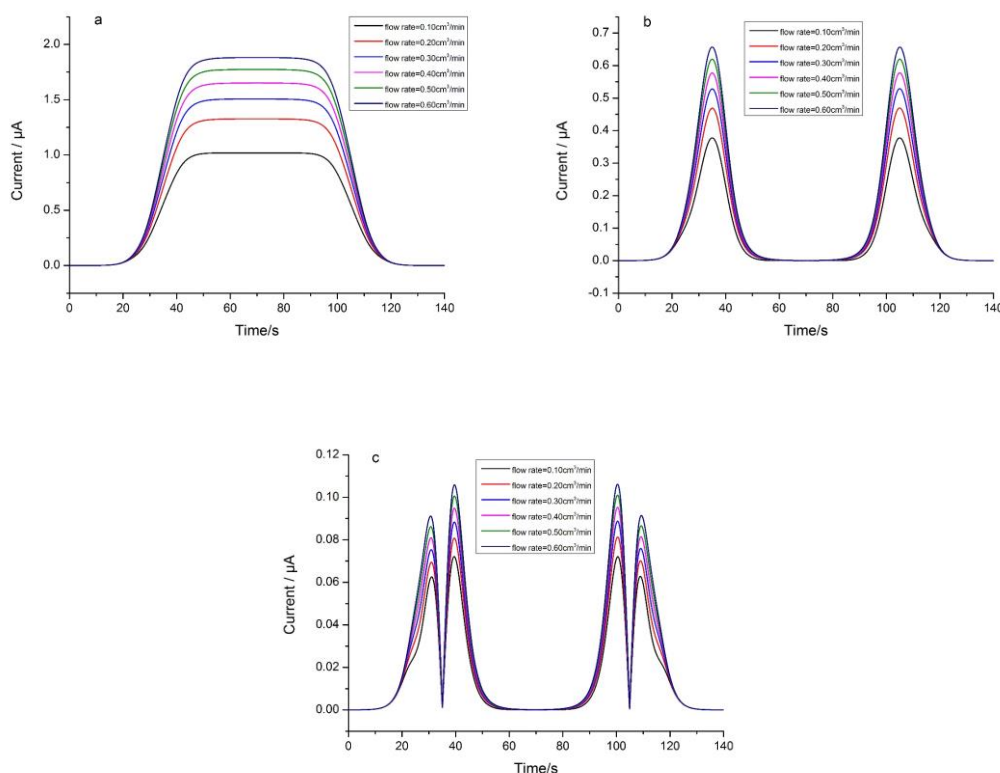 a
flow rate=0.10cm³/min
flow rate=0.20cm³/min
flow rate=0.30cm³/min
flow rate=0.40cm³/min
flow rate=0.50cm³/min
flow rate=0.60cm³/min
2.0
1.5
1.0
0.5
0.0
Current / µA
0 20 40 60 80 100 120 140
Time/s
b
flow rate=0.10cm³/min
flow rate=0.20cm³/min
flow rate=0.30cm³/min
flow rate=0.40cm³/min
flow rate=0.50cm³/min
flow rate=0.60cm³/min
0.7
0.6
0.5
0.4
0.3
0.2
0.1
0.0
-0.1
Current / µA
0 20 40 60 80 100 120 140
Time/s
c
flow rate=0.10cm³/min
flow rate=0.20cm³/min
flow rate=0.30cm³/min
flow rate=0.40cm³/min
flow rate=0.50cm³/min
flow rate=0.60cm³/min
0.12
0.10
0.08
0.06
0.04
0.02
0.00
Current / µA
0 20 40 60 80 100 120 140
Time/s